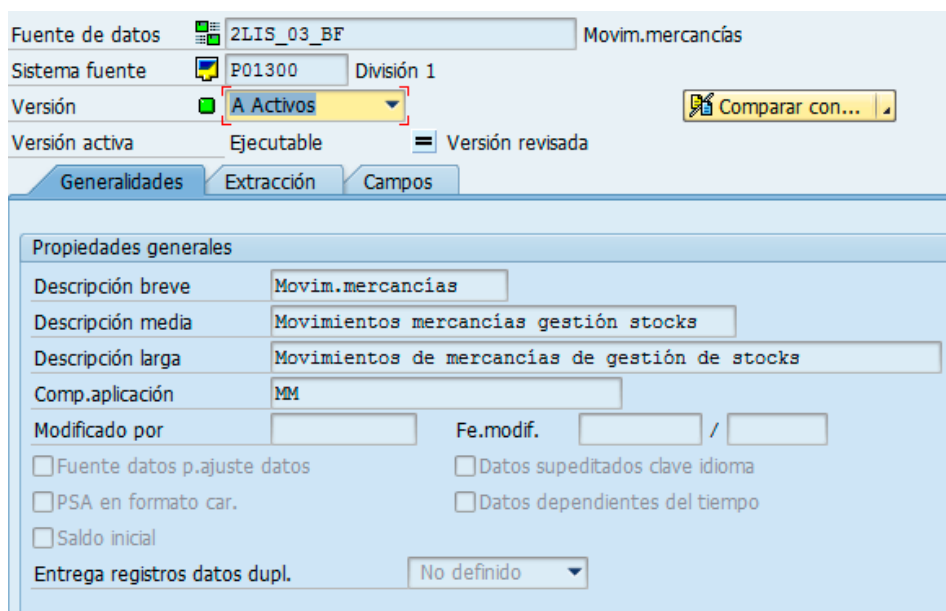 Fuente de datos 2LIS_03_BF Movim.mercancías
Sistema fuente P01300 División 1
Versión A Activos Comparar con...
Versión activa Ejecutable = Versión revisada
Generalidades Extracción Campos
Propiedades generales
Descripción breve Movim.mercancías
Descripción media Movimientos mercancías gestión stocks
Descripción larga Movimientos de mercancías de gestión de stocks
Comp.aplicación MM
Modificado por Fe.modif. /
Fuente datos p.ajuste datos Datos supeditados clave idioma
PSA en formato car. Datos dependientes del tiempo
Saldo inicial
Entrega registros datos dupl. No definido